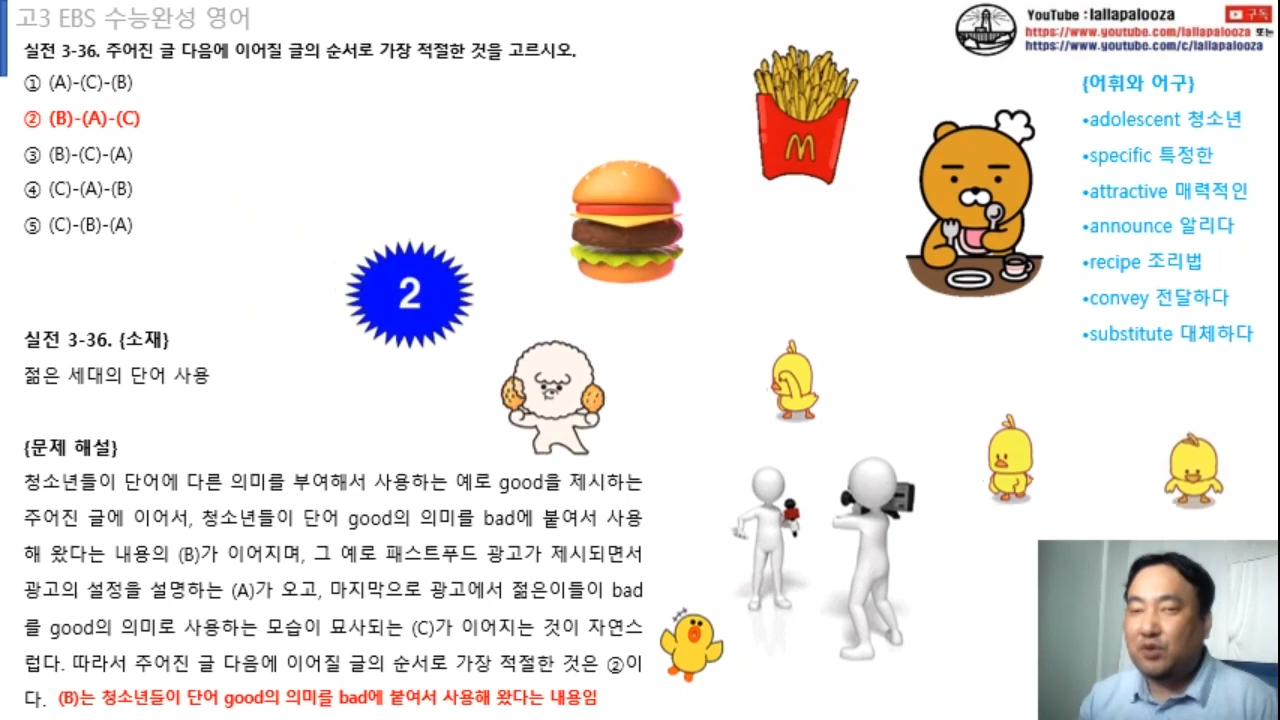 고3 EBS 수능완성 영어
YouTube : lallapalooza
구독
https://www.youtube.com/lallapalooza 또는
https://www.youtube.com/c/lallapalooza
실전 3-36. 주어진 글 다음에 이어질 글의 순서로 가장 적절한 것을 고르시오.
① (A)-(C)-(B)
② (B)-(A)-(C)
③ (B)-(C)-(A)
④ (C)-(A)-(B)
⑤ (C)-(B)-(A)
2
{어휘와 어구}
•adolescent 청소년
•specific 특정한
•attractive 매력적인
•announce 알리다
•recipe 조리법
•convey 전달하다
•substitute 대체하다
실전 3-36. {소재}
젊은 세대의 단어 사용
{문제 해설}
청소년들이 단어에 다른 의미를 부여해서 사용하는 예로 good을 제시하는
주어진 글에 이어서, 청소년들이 단어 good의 의미를 bad에 붙여서 사용
해 왔다는 내용의 (B)가 이어지며, 그 예로 패스트푸드 광고가 제시되면서
광고의 설정을 설명하는 (A)가 오고, 마지막으로 광고에서 젊은이들이 bad
를 good의 의미로 사용하는 모습이 묘사되는 (C)가 이어지는 것이 자연스
럽다. 따라서 주어진 글 다음에 이어질 글의 순서로 가장 적절한 것은 ②이
다. (B)는 청소년들이 단어 good의 의미를 bad에 붙여서 사용해 왔다는 내용임